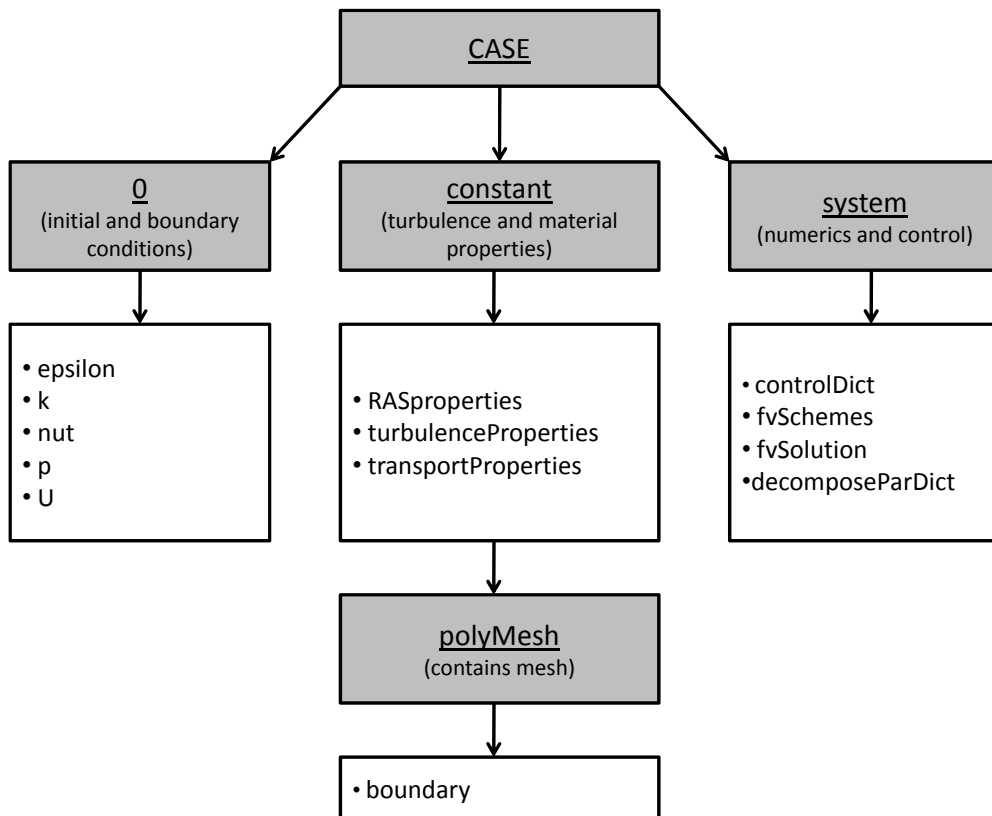 CASE
0
(initial and boundary
conditions)
constant
(turbulence and material
properties)
system
(numerics and control)
• epsilon
• k
• nut
• p
• U
• RASproperties
• turbulenceProperties
• transportProperties
• controlDict
• fvSchemes
• fvSolution
•decomposeParDict
polyMesh
(contains mesh)
• boundary